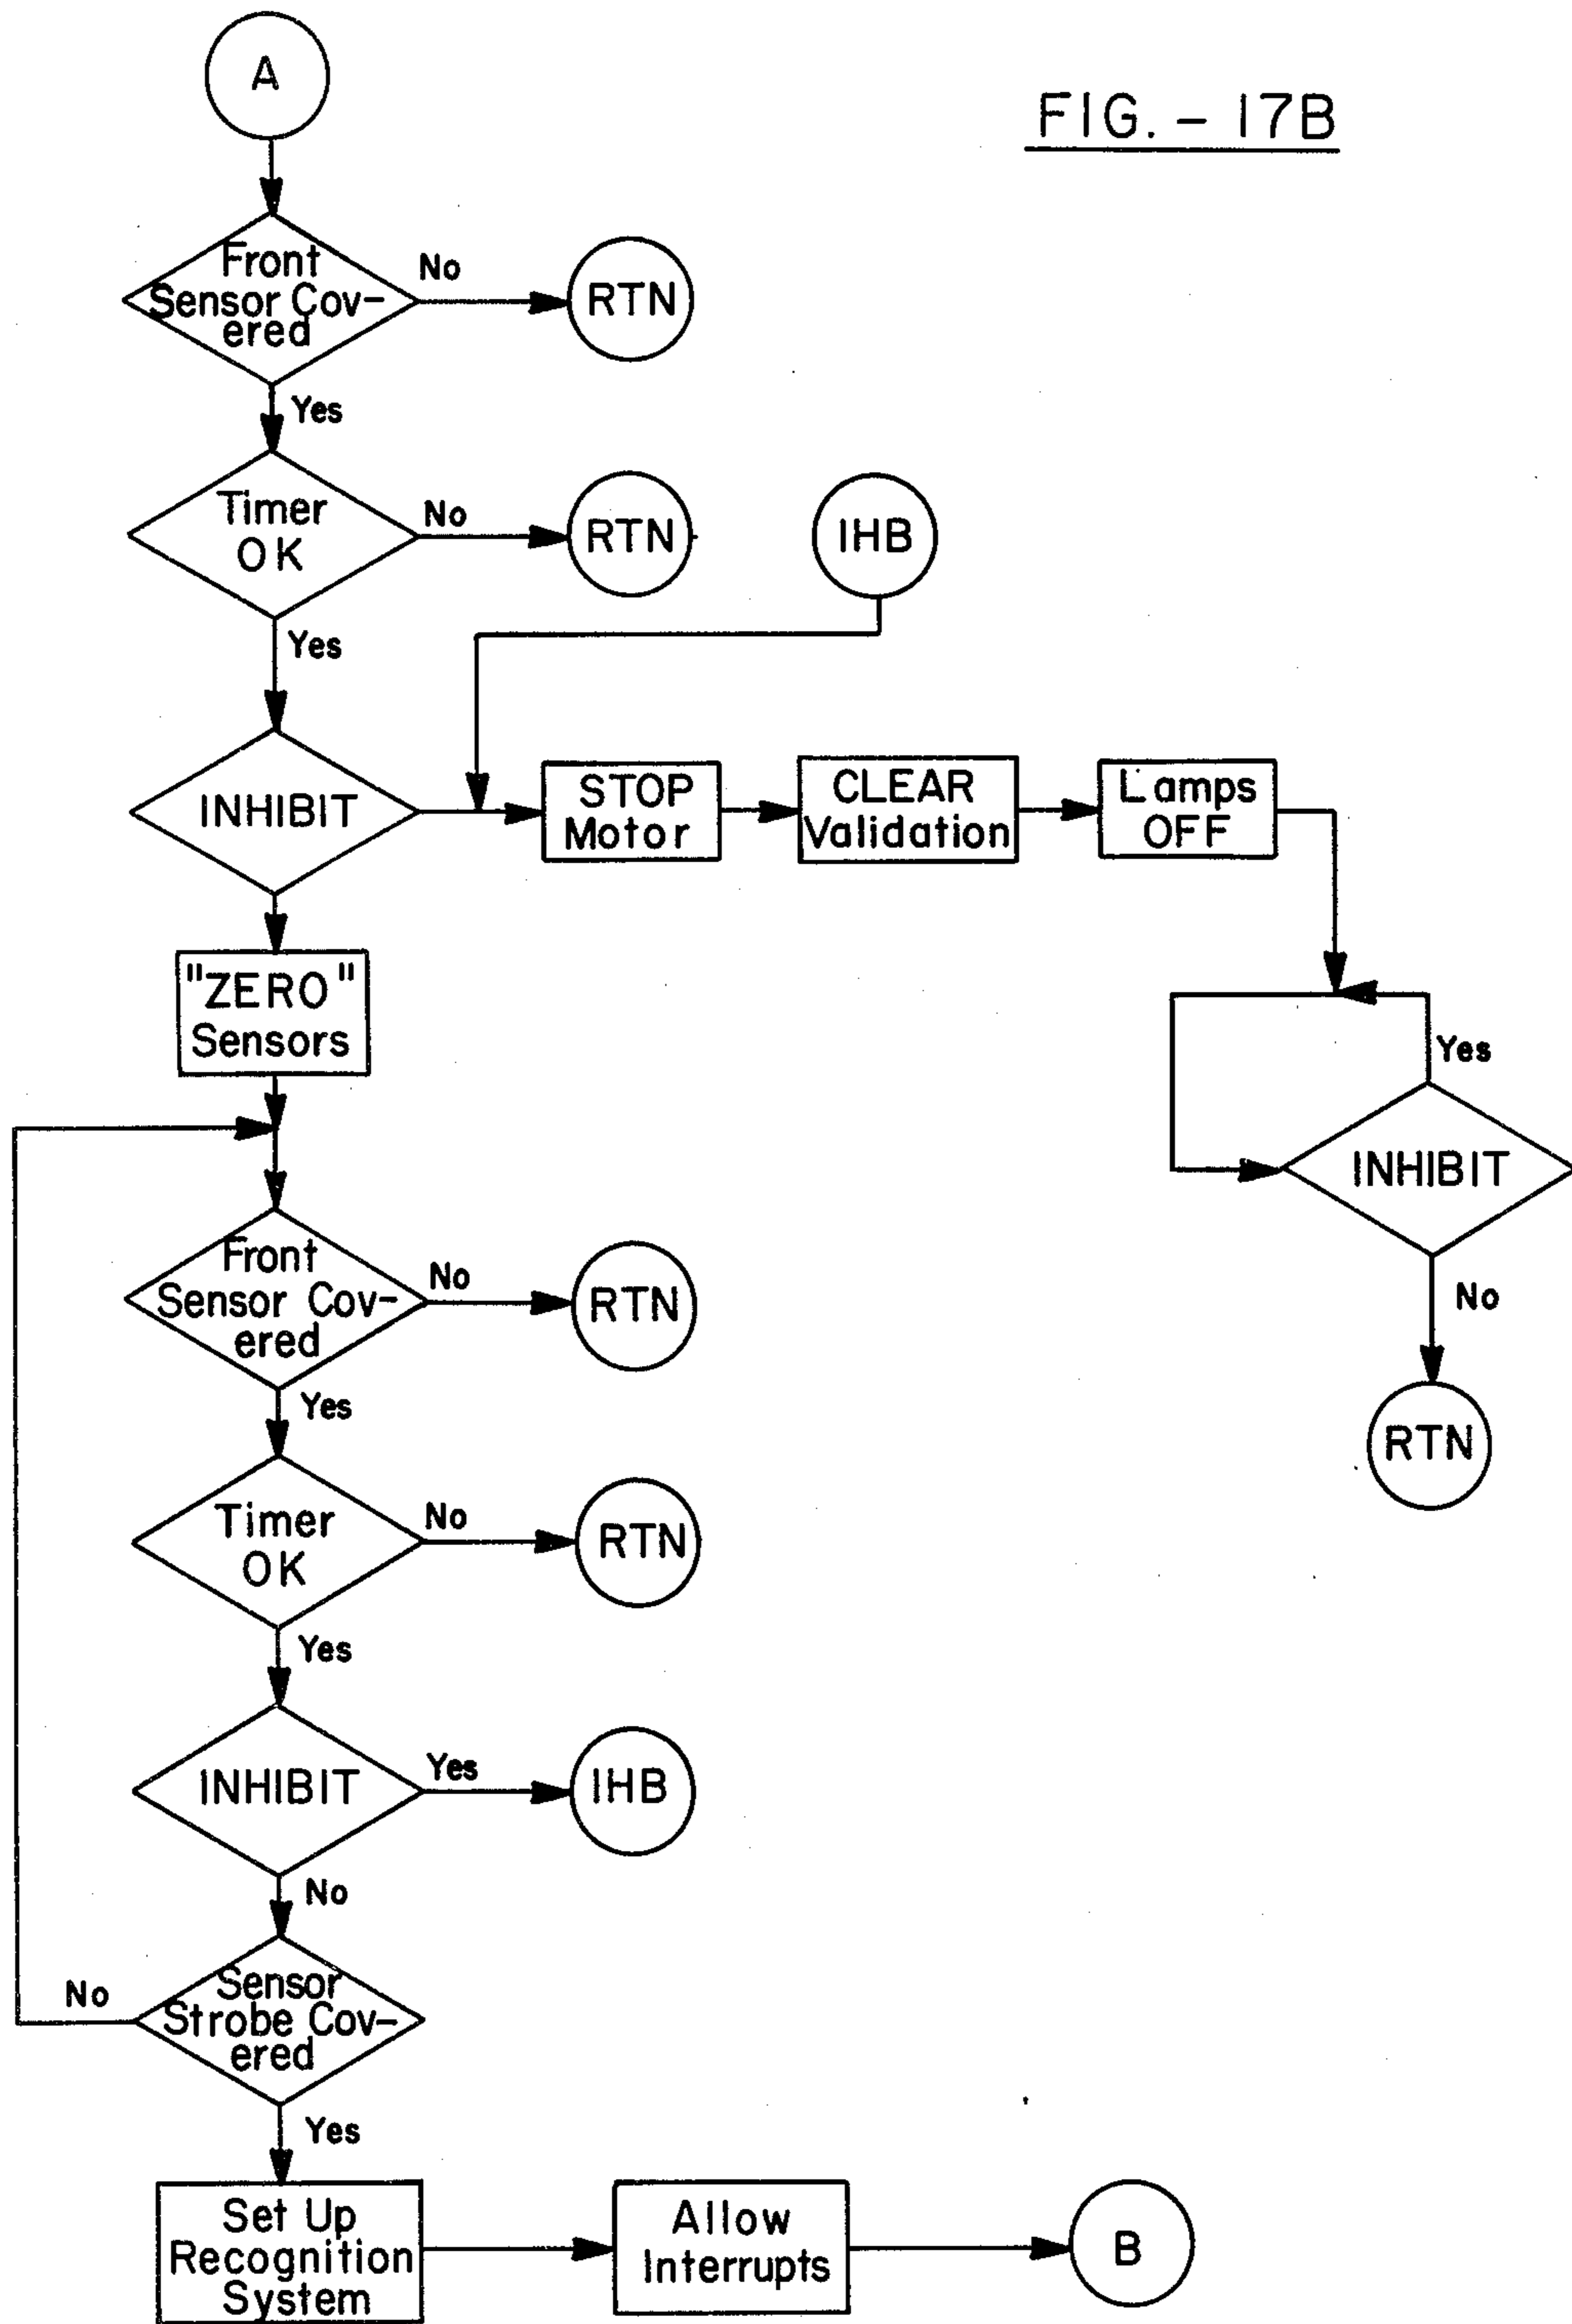 A
FIG. - 17B
Front
Sensor Cov-
ered
No
RTN
Yes
Timer
OK
No
RTN
IHB
Yes
INHIBIT
STOP
Motor
CLEAR
Validation
Lamps
OFF
"ZERO"
Sensors
Yes
INHIBIT
No
RTN
Front
Sensor Cov-
ered
No
RTN
Yes
Timer
OK
No
RTN
Yes
INHIBIT
Yes
IHB
No
Sensor
Strobe Cov-
ered
No
Yes
Set Up
Recognition
System
Allow
Interrupts
B